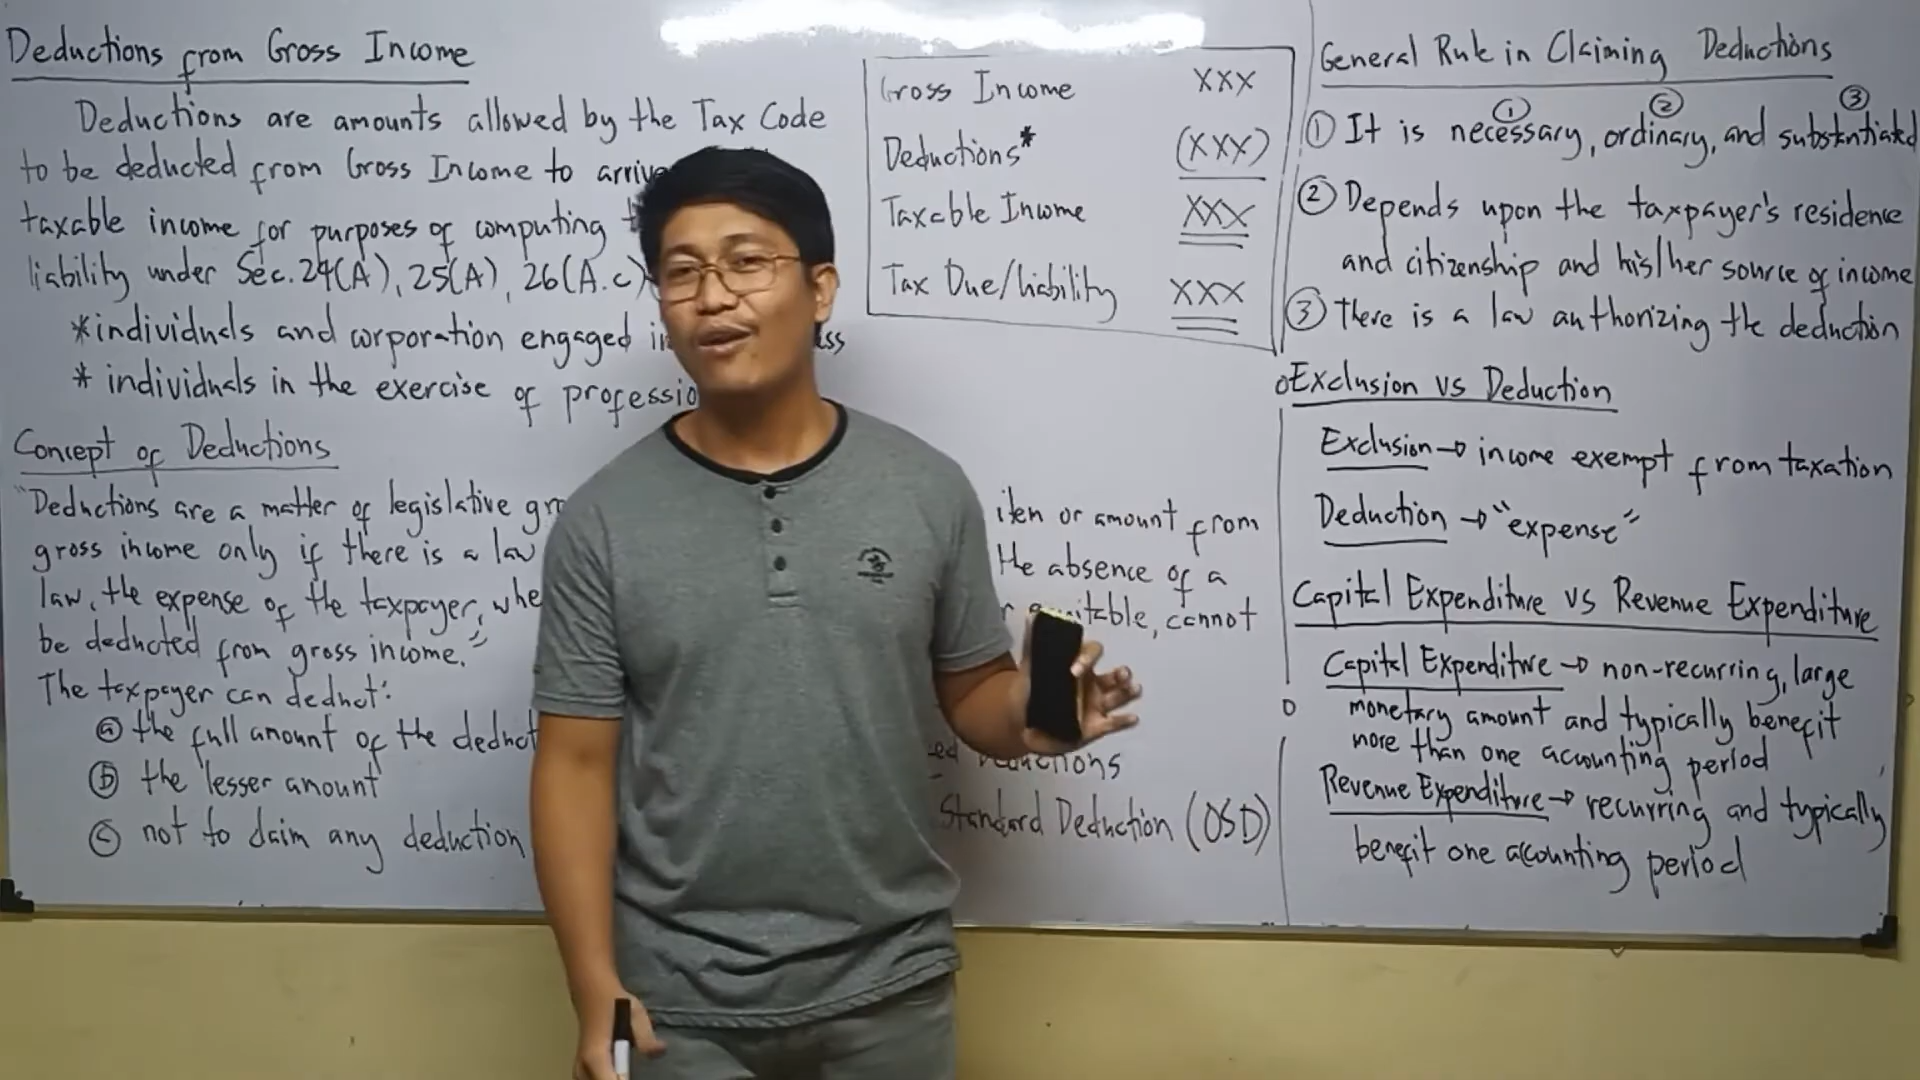 Deductions from Gross Income
Deductions are amounts allowed by the Tax Code
to be deducted from Gross Income to arrive
taxable income for purposes of computing
liability under Sec. 24(A), 25(A), 26(A.c)
*individuals and corporation engaged in
* individuals in the exercise of professio
Concept of Deductions
"Deductions are a matter of legislative gr
gross income only if there is a law
law, the expense of the taxpayer, whe
be deducted from gross income."
item or amount from
the absence of a
equitable, cannot
The taxpayer can deduct:
ⓐ the full amount of the deduct
ⓑ the lesser amount
ⓒ not to claim any deduction
Deductions
Standard Deduction (OSD)
Gross Income XXX
Deductions* (XXX)
Taxable Income XXX
Tax Due/liability XXX
General Rule in Claiming Deductions
① ② ③
① It is necessary, ordinary, and substantiated
② Depends upon the taxpayer's residence
and citizenship and his/her source of income
③ There is a law authorizing the deduction
Exclusion vs Deduction
Exclusion → income exempt from taxation
Deduction → "expense"
Capital Expenditure vs Revenue Expenditure
Capital Expenditure → non-recurring, large
monetary amount and typically benefit
more than one accounting period
Revenue Expenditure → recurring and typically
benefit one accounting period